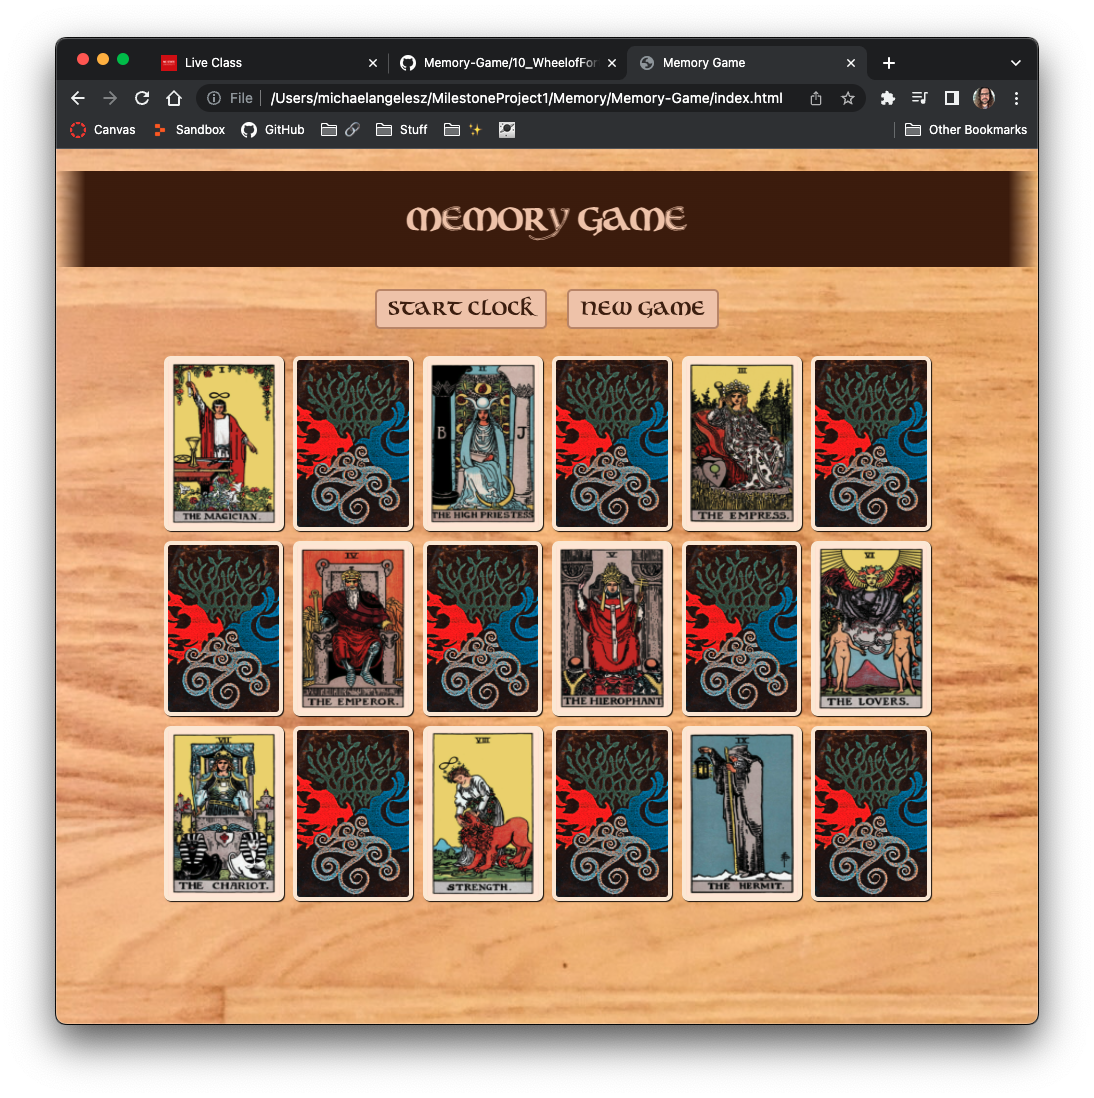 Live Class
Memory-Game/10_WheelofFor
Memory Game
File
/Users/michaelangelesz/MilestoneProject1/Memory/Memory-Game/index.html
Canvas
Sandbox
GitHub
Stuff
Other Bookmarks
MEMORY GAME
START CLOCK
NEW GAME
I
THE MAGICIAN.
II
B
J
THE HIGH PRIESTESS
III
THE EMPRESS.
IV
THE EMPEROR.
V
THE HIEROPHANT
VI
THE LOVERS.
VII
THE CHARIOT.
VIII
STRENGTH.
IX
THE HERMIT.